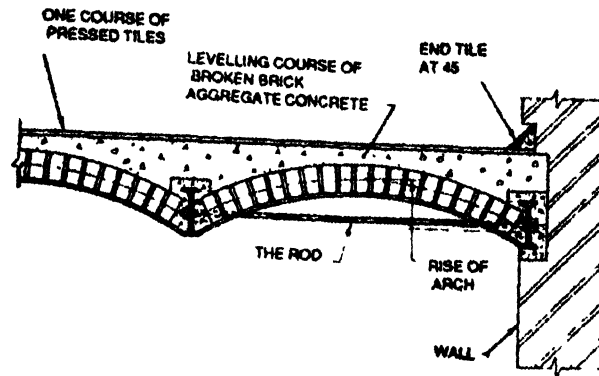 ONE COURSE OF
PRESSED TILES
LEVELLING COURSE OF
BROKEN BRICK
AGGREGATE CONCRETE
END TILE
AT 45
THE ROD
RISE OF
ARCH
WALL